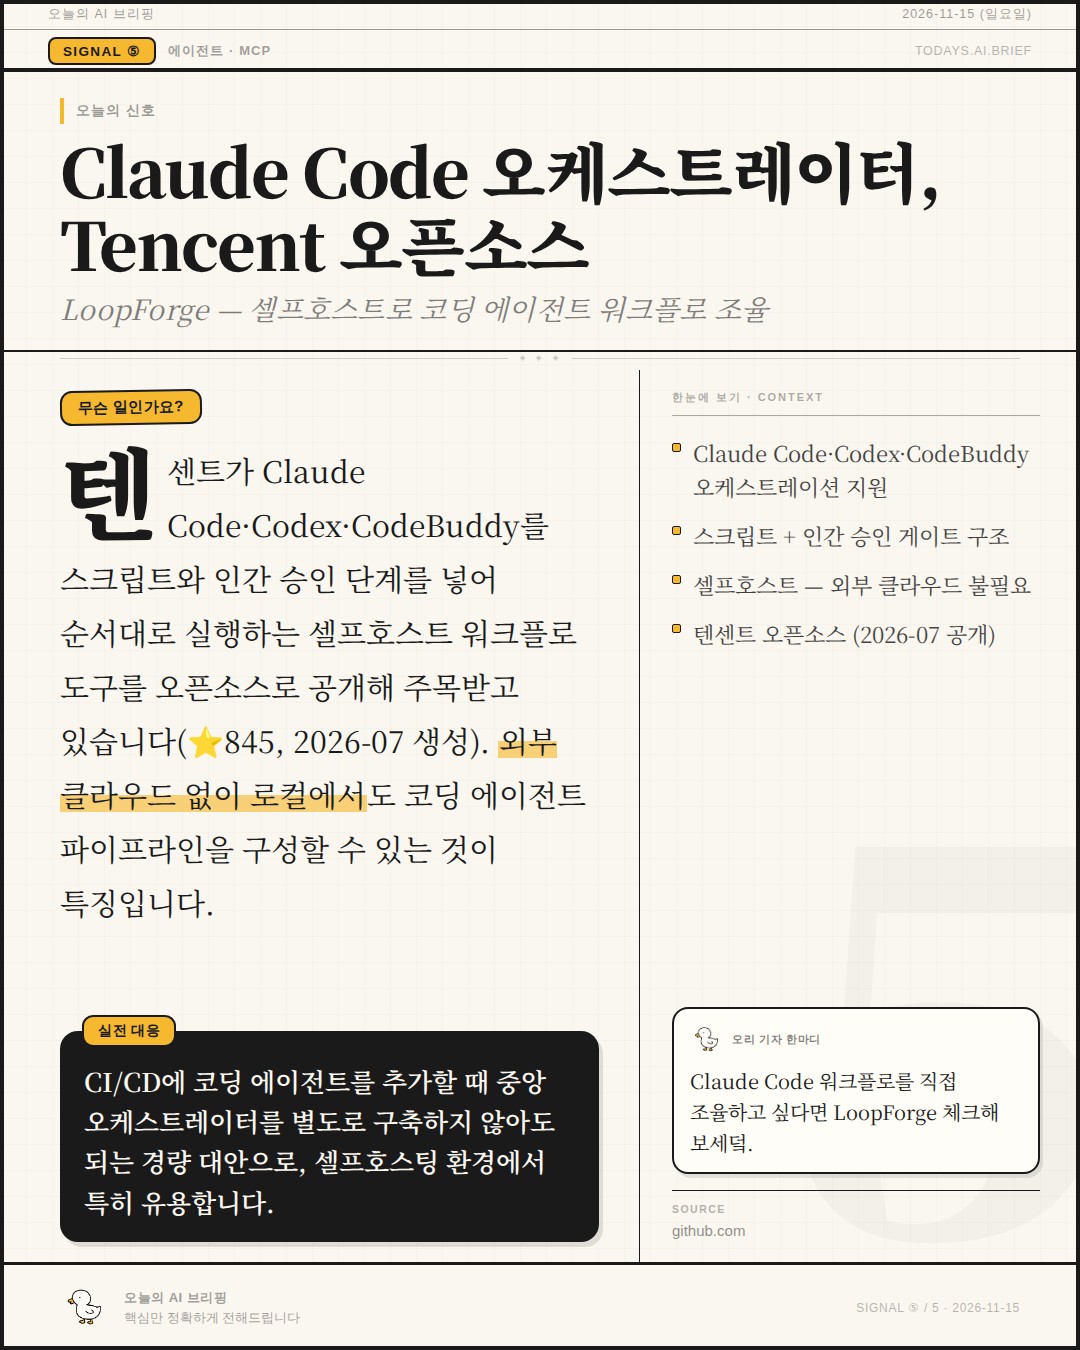 오늘의 AI 브리핑
2026-11-15 (일요일)
SIGNAL ⑤
에이전트 · MCP
TODAYS.AI.BRIEF
오늘의 신호
Claude Code 오케스트레이터,
Tencent 오픈소스
LoopForge — 셀프호스트로 코딩 에이전트 워크플로 조율
무슨 일인가요?
텐센트가 Claude
Code·Codex·CodeBuddy를
스크립트와 인간 승인 단계를 넣어
순서대로 실행하는 셀프호스트 워크플로
도구를 오픈소스로 공개해 주목받고
있습니다(⭐845, 2026-07 생성). 외부
클라우드 없이 로컬에서도 코딩 에이전트
파이프라인을 구성할 수 있는 것이
특징입니다.
실전 대응
CI/CD에 코딩 에이전트를 추가할 때 중앙
오케스트레이터를 별도로 구축하지 않아도
되는 경량 대안으로, 셀프호스팅 환경에서
특히 유용합니다.
한눈에 보기 · CONTEXT
Claude Code·Codex·CodeBuddy
오케스트레이션 지원
스크립트 + 인간 승인 게이트 구조
셀프호스트 — 외부 클라우드 불필요
텐센트 오픈소스 (2026-07 공개)
5
오리 기자 한마디
Claude Code 워크플로를 직접
조율하고 싶다면 LoopForge 체크해
보세덬.
SOURCE
github.com
오늘의 AI 브리핑
핵심만 정확하게 전해드립니다
SIGNAL ⑤ / 5 · 2026-11-15